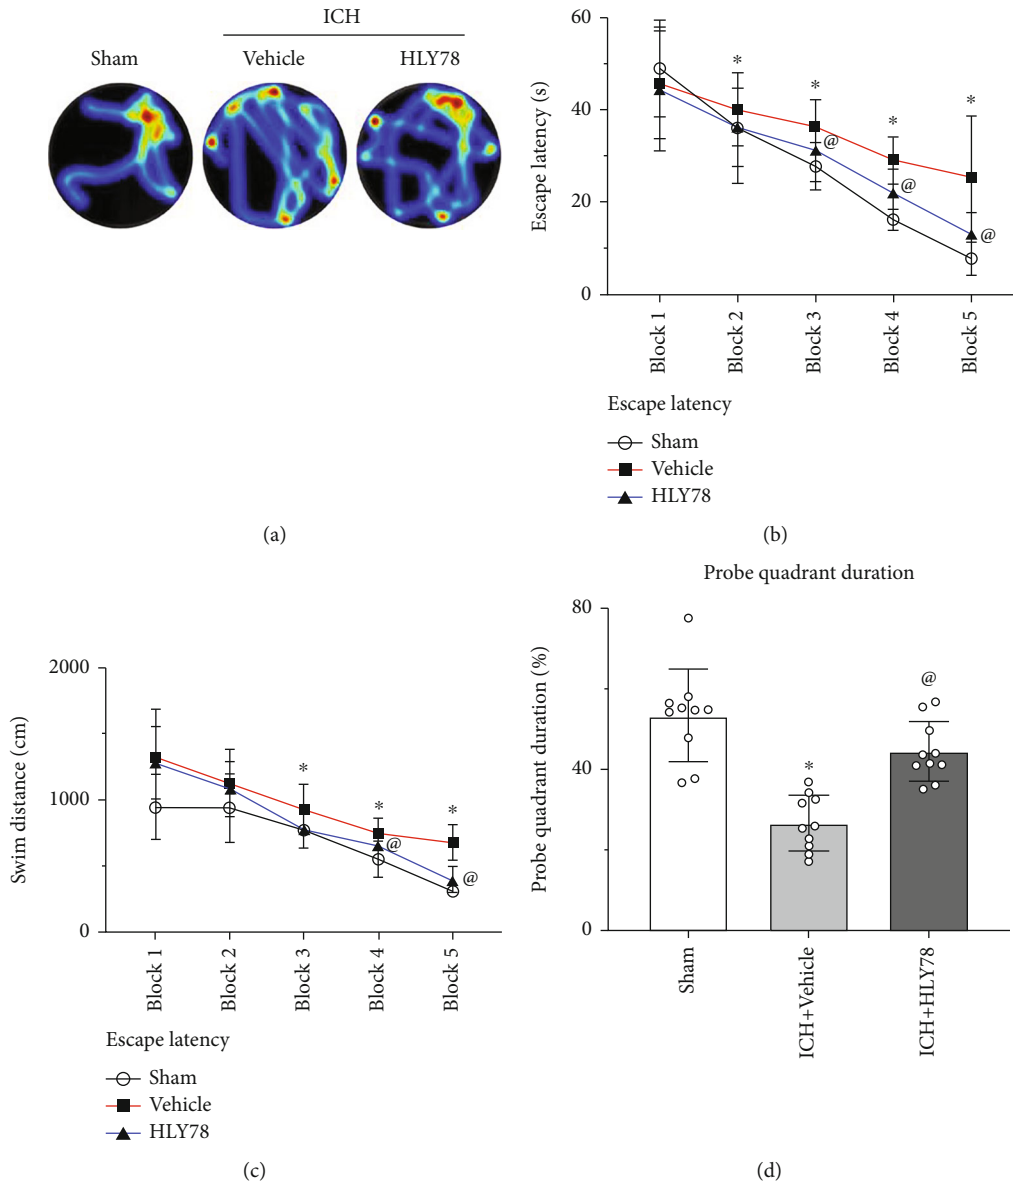 ICH
Sham
Vehicle
HLY78
(a)
Escape latency (s)
60
40
20
0
*
*
*
*
@
@
@
Block 1
Block 2
Block 3
Block 4
Block 5
Escape latency
Sham
Vehicle
HLY78
(b)
Swim distance (cm)
2000
1000
0
*
*
*
@
@
Block 1
Block 2
Block 3
Block 4
Block 5
Escape latency
Sham
Vehicle
HLY78
(c)
Probe quadrant duration
Probe quadrant duration (%)
80
40
0
*
@
Sham
ICH+Vehicle
ICH+HLY78
(d)